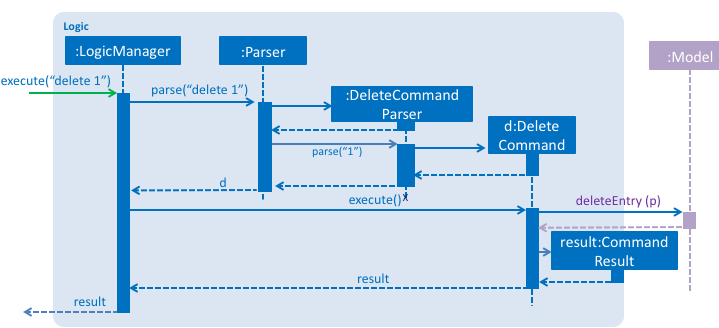 Logic
:LogicManager
:Parser
:Model
execute(“delete 1”)
parse(“delete 1”)
:DeleteCommand
Parser
d:Delete
Command
parse(“1”)
d
execute()
x
deleteEntry (p)
result:Command
Result
result
result